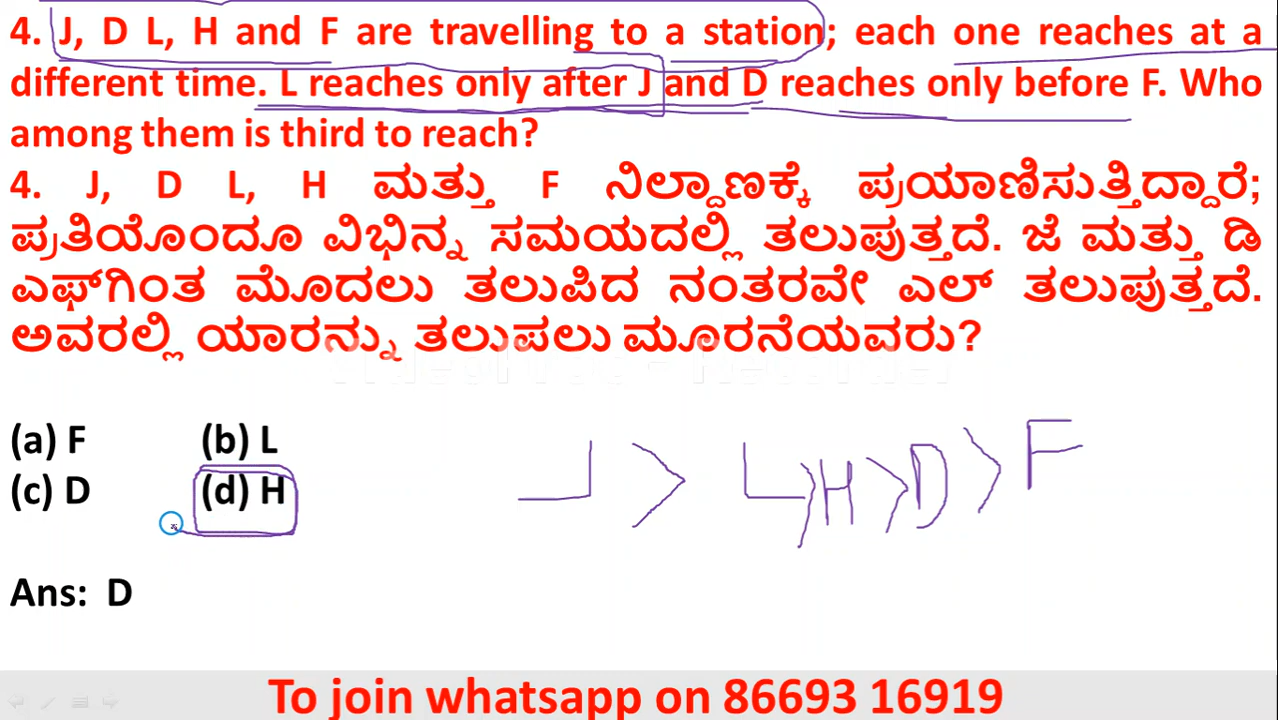 4. J, D L, H and F are travelling to a station; each one reaches at a
different time. L reaches only after J and D reaches only before F. Who
among them is third to reach?
4. J, D L, H ಮತ್ತು F ನಿಲ್ದಾಣಕ್ಕೆ ಪ್ರಯಾಣಿಸುತ್ತಿದ್ದಾರೆ;
ಪ್ರತಿಯೊಂದೂ ವಿಭಿನ್ನ ಸಮಯದಲ್ಲಿ ತಲುಪುತ್ತದೆ. ಜೆ ಮತ್ತು ಡಿ
ಎಫ್‌ಗಿಂತ ಮೊದಲು ತಲುಪಿದ ನಂತರವೇ ಎಲ್ ತಲುಪುತ್ತದೆ.
ಅವರಲ್ಲಿ ಯಾರನ್ನು ತಲುಪಲು ಮೂರನೆಯವರು?
(a) F (b) L
(c) D (d) H
J > L > H > D > F
Ans: D
To join whatsapp on 86693 16919